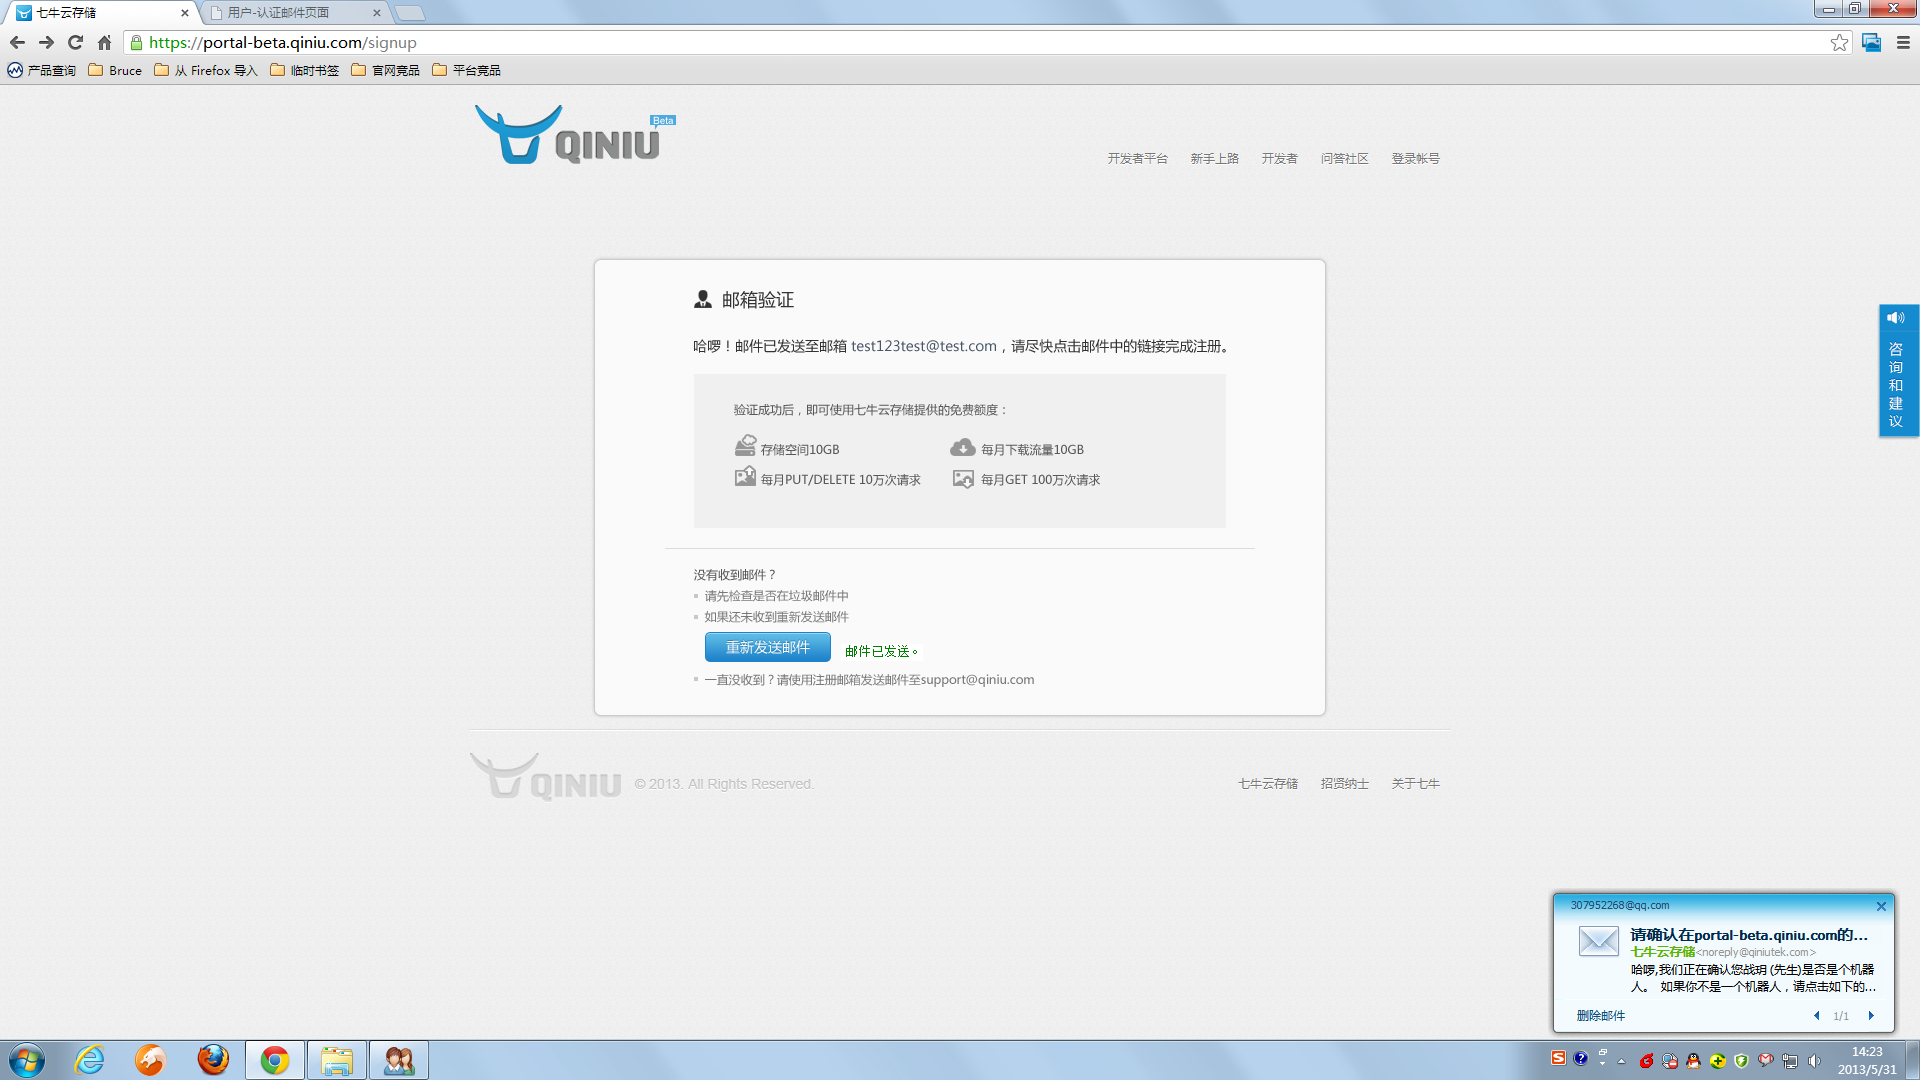 七牛云存储
用户-认证邮件页面
https://portal-beta.qiniu.com/signup
产品查询
Bruce
从 Firefox 导入
临时书签
官网竞品
平台竞品
QINIU
Beta
开发者平台
新手上路
开发者
问答社区
登录帐号
邮箱验证
哈啰！邮件已发送至邮箱 test123test@test.com，请尽快点击邮件中的链接完成注册。
验证成功后，即可使用七牛云存储提供的免费额度：
存储空间10GB
每月下载流量10GB
每月PUT/DELETE 10万次请求
每月GET 100万次请求
没有收到邮件？
请先检查是否在垃圾邮件中
如果还未收到重新发送邮件
重新发送邮件
邮件已发送。
一直没收到？请使用注册邮箱发送邮件至support@qiniu.com
咨询和建议
QINIU
© 2013. All Rights Reserved.
七牛云存储
招贤纳士
关于七牛
307952268@qq.com
请确认在portal-beta.qiniu.com的...
七牛云存储<noreply@qiniutek.com>
哈啰,我们正在确认您战玥 (先生)是否是个机器
人。 如果你不是一个机器人，请点击如下的...
删除邮件
1/1
14:23
2013/5/31